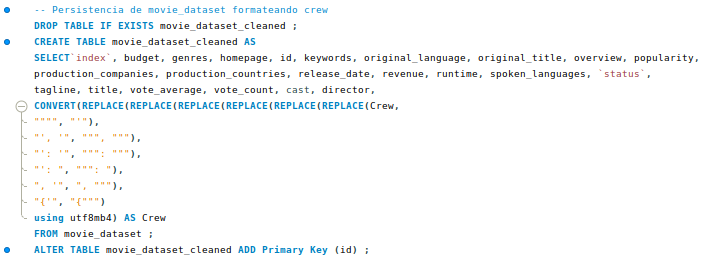 -- Persistencia de movie_dataset formateando crew
DROP TABLE IF EXISTS movie_dataset_cleaned ;
CREATE TABLE movie_dataset_cleaned AS
SELECT`index`, budget, genres, homepage, id, keywords, original_language, original_title, overview, popularity,
production_companies, production_countries, release_date, revenue, runtime, spoken_languages, `status`,
tagline, title, vote_average, vote_count, cast, director,
CONVERT(REPLACE(REPLACE(REPLACE(REPLACE(REPLACE(REPLACE(Crew,
"""", "'"),
"', '", """, """),
"': '", """: """),
"': ", """: "),
", '", ", """),
"{'", "{""")
using utf8mb4) AS Crew
FROM movie_dataset ;
ALTER TABLE movie_dataset_cleaned ADD Primary Key (id) ;